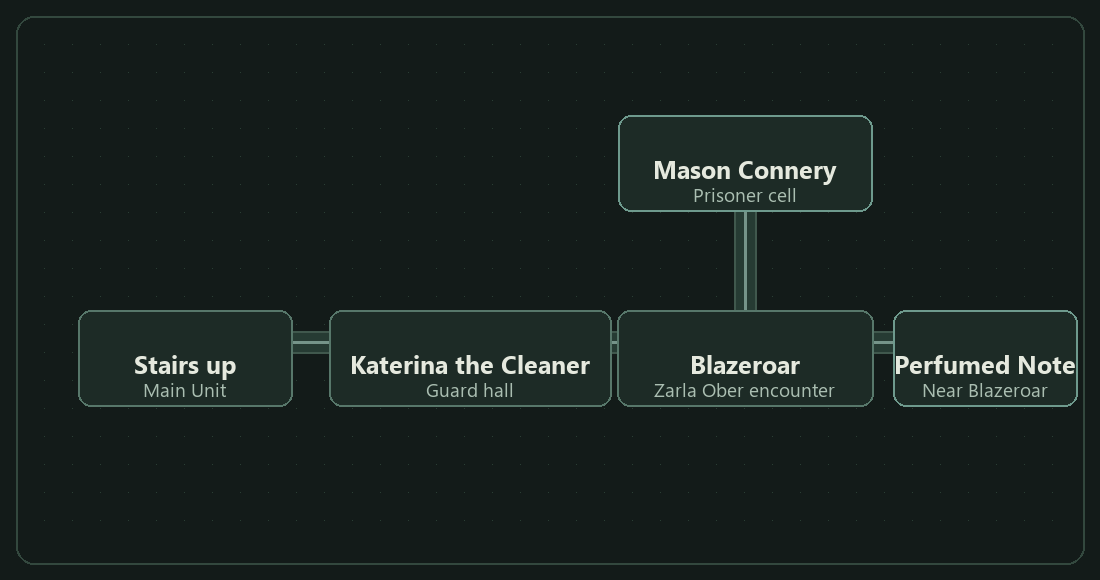 Mason Connery
Prisoner cell
Stairs up
Main Unit
Katerina the Cleaner
Guard hall
Blazeroar
Zarla Ober encounter
Perfumed Note
Near Blazeroar